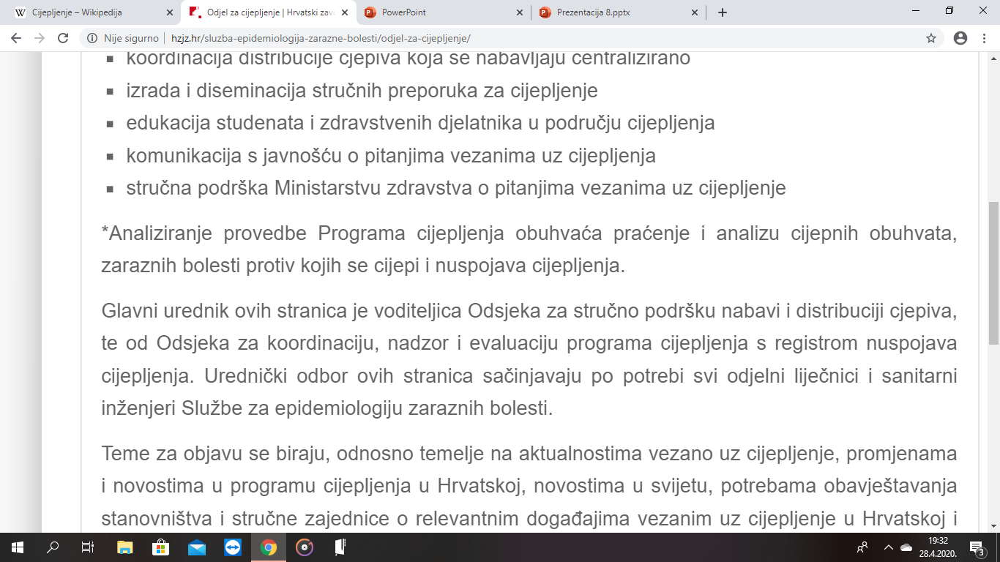 Cijepljenje – Wikipedija
Odjel za cijepljenje | Hrvatski zavo
PowerPoint
Prezentacija 8.pptx
Nije sigurno
hzjz.hr/sluzba-epidemiologija-zarazne-bolesti/odjel-za-cijepljenje/
koordinacija distribucije cjepiva koja se nabavljaju centralizirano
izrada i diseminacija stručnih preporuka za cijepljenje
edukacija studenata i zdravstvenih djelatnika u području cijepljenja
komunikacija s javnošću o pitanjima vezanima uz cijepljenja
stručna podrška Ministarstvu zdravstva o pitanjima vezanima uz cijepljenje
*Analiziranje provedbe Programa cijepljenja obuhvaća praćenje i analizu cijepnih obuhvata,
zaraznih bolesti protiv kojih se cijepi i nuspojava cijepljenja.
Glavni urednik ovih stranica je voditeljica Odsjeka za stručno podršku nabavi i distribuciji cjepiva,
te od Odsjeka za koordinaciju, nadzor i evaluaciju programa cijepljenja s registrom nuspojava
cijepljenja. Urednički odbor ovih stranica sačinjavaju po potrebi svi odjelni liječnici i sanitarni
inženjeri Službe za epidemiologiju zaraznih bolesti.
Teme za objavu se biraju, odnosno temelje na aktualnostima vezano uz cijepljenje, promjenama
i novostima u programu cijepljenja u Hrvatskoj, novostima u svijetu, potrebama obavještavanja
stanovništva i stručne zajednice o relevantnim događajima vezanim uz cijepljenje u Hrvatskoj i
19:32
28.4.2020.
3